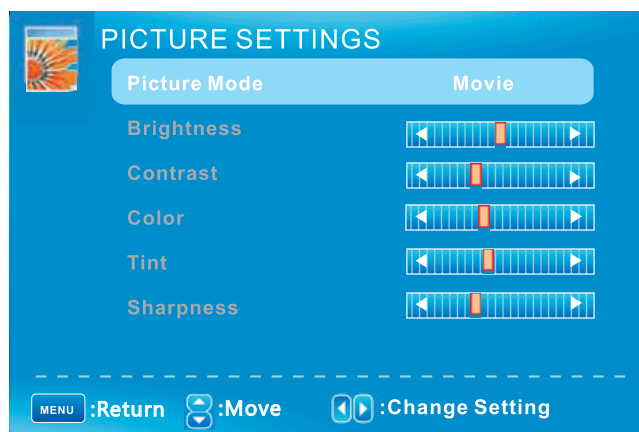 PICTURE SETTINGS
Picture Mode Movie
Brightness
Contrast
Color
Tint
Sharpness
MENU :Return :Move :Change Setting